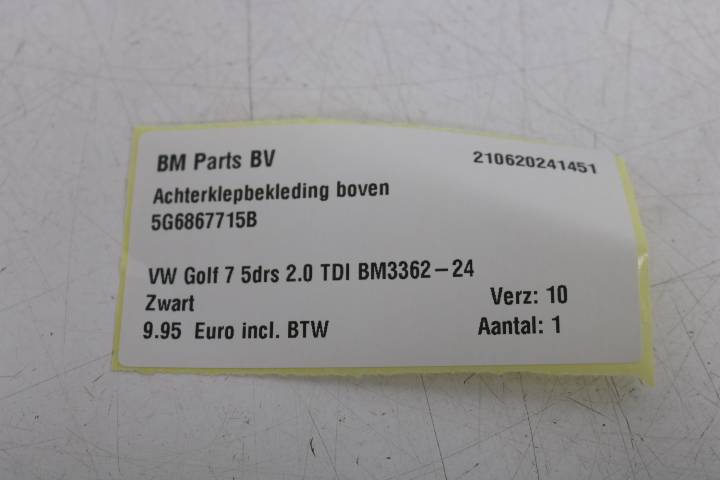 BM Parts BV 210620241451
Achterklepbekleding boven
5G6867715B
VW Golf 7 5drs 2.0 TDI BM3362-24
Zwart Verz: 10
9.95 Euro incl. BTW Aantal: 1